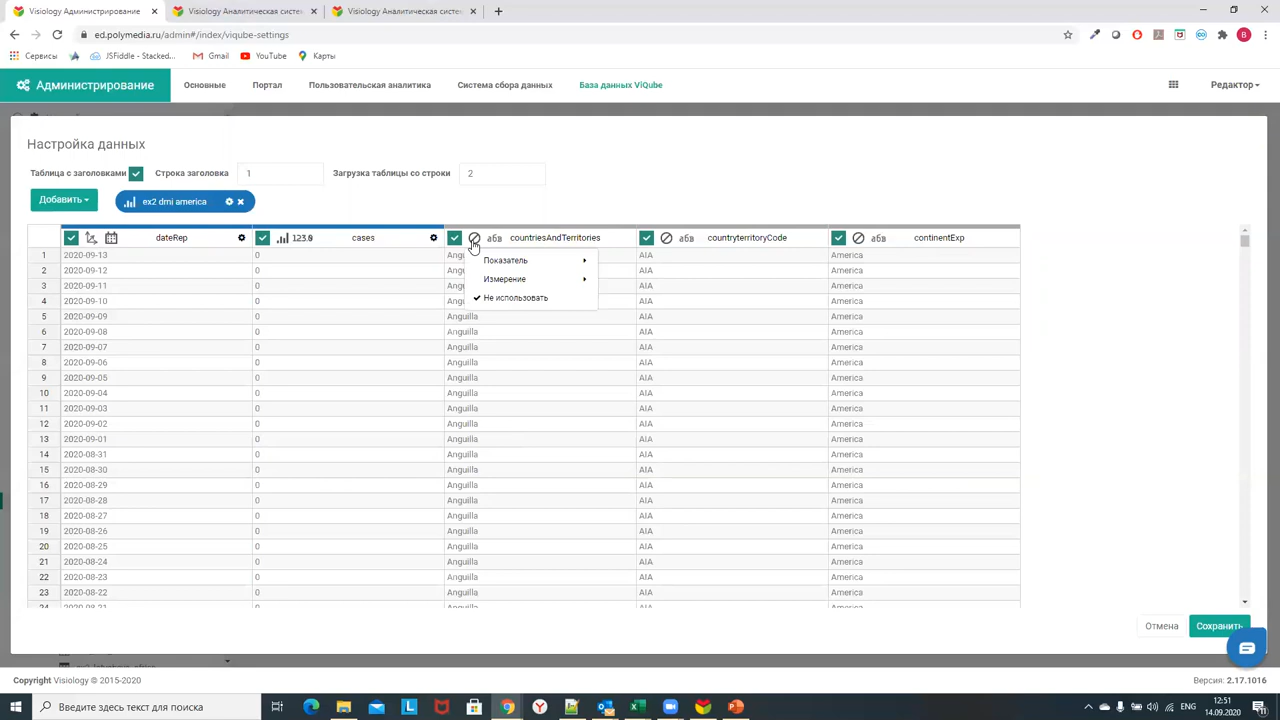 Visiology Администрирование
Visiology Аналитическая систем
Visiology Аналитическая систем
ed.polymedia.ru/admin#/index/viqube-settings
Сервисы
JSFiddle - Stacked...
Gmail
YouTube
Карты
Администрирование
Основные
Портал
Пользовательская аналитика
Система сбора данных
База данных ViQube
Редактор
Настройка данных
Таблица с заголовками
Строка заголовка
1
Загрузка таблицы со строки
2
Добавить
ex2 dmi america
dateRep
123.0 cases
абв countriesAndTerritories
абв countryterritoryCode
абв continentExp
Показатель
Измерение
Не использовать
1 2020-09-13 0 Angu AIA America
2 2020-09-12 0 Angu AIA America
3 2020-09-11 0 Angu AIA America
4 2020-09-10 0 Angu AIA America
5 2020-09-09 0 Anguilla AIA America
6 2020-09-08 0 Anguilla AIA America
7 2020-09-07 0 Anguilla AIA America
8 2020-09-06 0 Anguilla AIA America
9 2020-09-05 0 Anguilla AIA America
10 2020-09-04 0 Anguilla AIA America
11 2020-09-03 0 Anguilla AIA America
12 2020-09-02 0 Anguilla AIA America
13 2020-09-01 0 Anguilla AIA America
14 2020-08-31 0 Anguilla AIA America
15 2020-08-30 0 Anguilla AIA America
16 2020-08-29 0 Anguilla AIA America
17 2020-08-28 0 Anguilla AIA America
18 2020-08-27 0 Anguilla AIA America
19 2020-08-26 0 Anguilla AIA America
20 2020-08-25 0 Anguilla AIA America
21 2020-08-24 0 Anguilla AIA America
22 2020-08-23 0 Anguilla AIA America
23 2020-08-22 0 Anguilla AIA America
Отмена
Сохранить
Copyright Visiology © 2015-2020
Версия: 2.17.1016
Введите здесь текст для поиска
12:51
14.09.2020